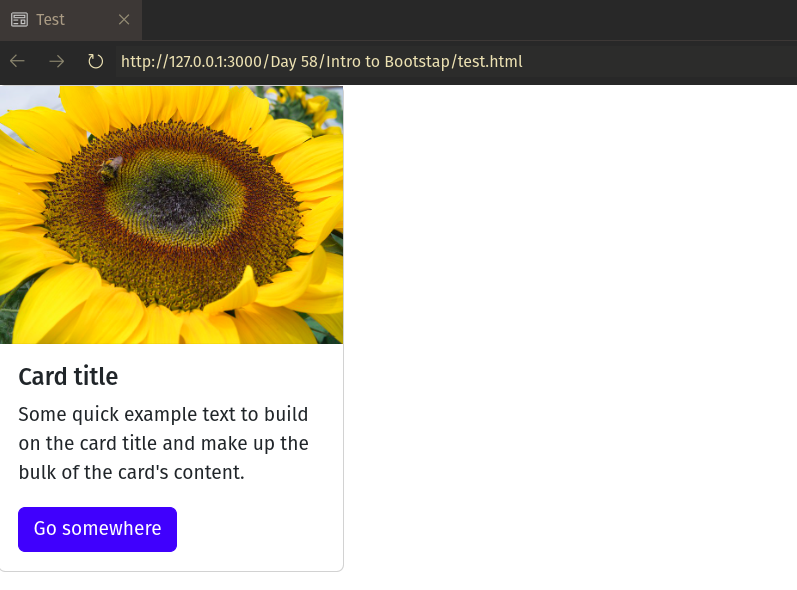 Test
http://127.0.0.1:3000/Day 58/Intro to Bootstap/test.html
Card title
Some quick example text to build
on the card title and make up the
bulk of the card's content.
Go somewhere